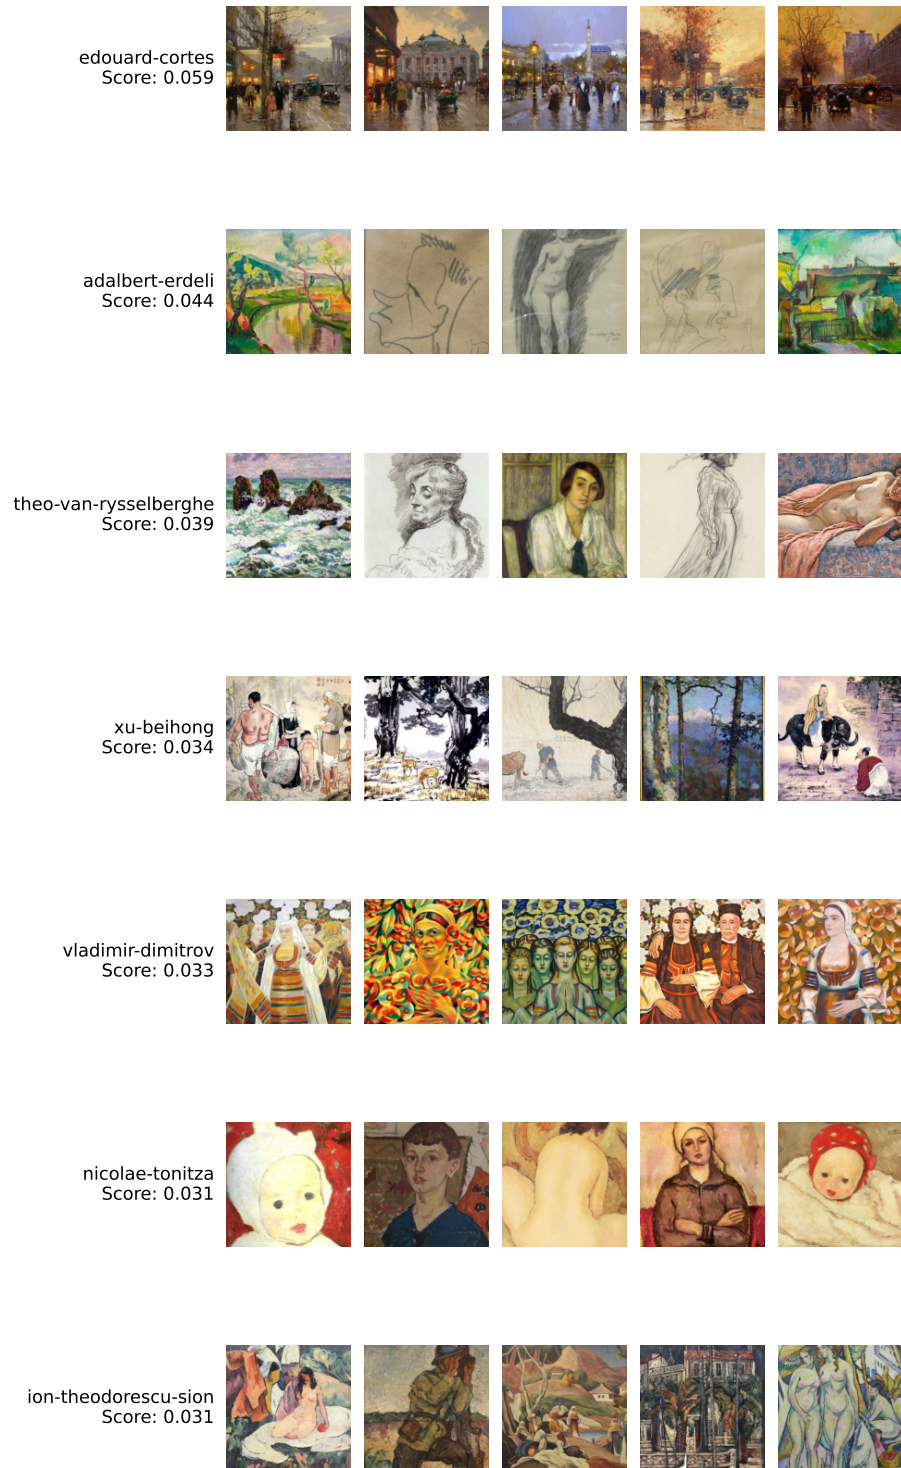 edouard-cortes
Score: 0.059
adalbert-erdeli
Score: 0.044
theo-van-rysselberghe
Score: 0.039
xu-beihong
Score: 0.034
vladimir-dimitrov
Score: 0.033
nicolae-tonitza
Score: 0.031
ion-theodorescu-sion
Score: 0.031